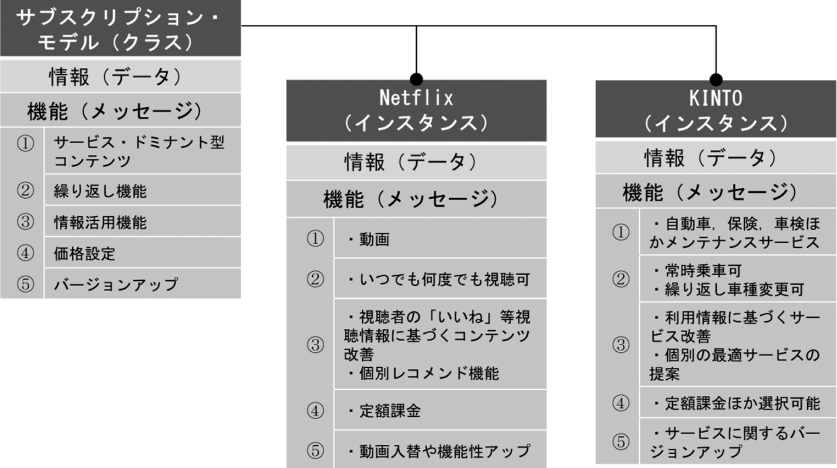 サブスクリプション・
モデル（クラス）
情報（データ）
機能（メッセージ）
① サービス・ドミナント型
コンテンツ
② 繰り返し機能
③ 情報活用機能
④ 価格設定
⑤ バージョンアップ
Netflix
（インスタンス）
情報（データ）
機能（メッセージ）
① ・動画
② ・いつでも何度でも視聴可
③ ・視聴者の「いいね」等視
聴情報に基づくコンテンツ
改善
・個別レコメンド機能
④ ・定額課金
⑤ ・動画入替や機能性アップ
KINTO
（インスタンス）
情報（データ）
機能（メッセージ）
① ・自動車，保険，車検ほ
かメンテナンスサービス
② ・常時乗車可
・繰り返し車種変更可
③ ・利用情報に基づくサー
ビス改善
・個別の最適サービスの
提案
④ ・定額課金ほか選択可能
⑤ ・サービスに関するバー
ジョンアップ